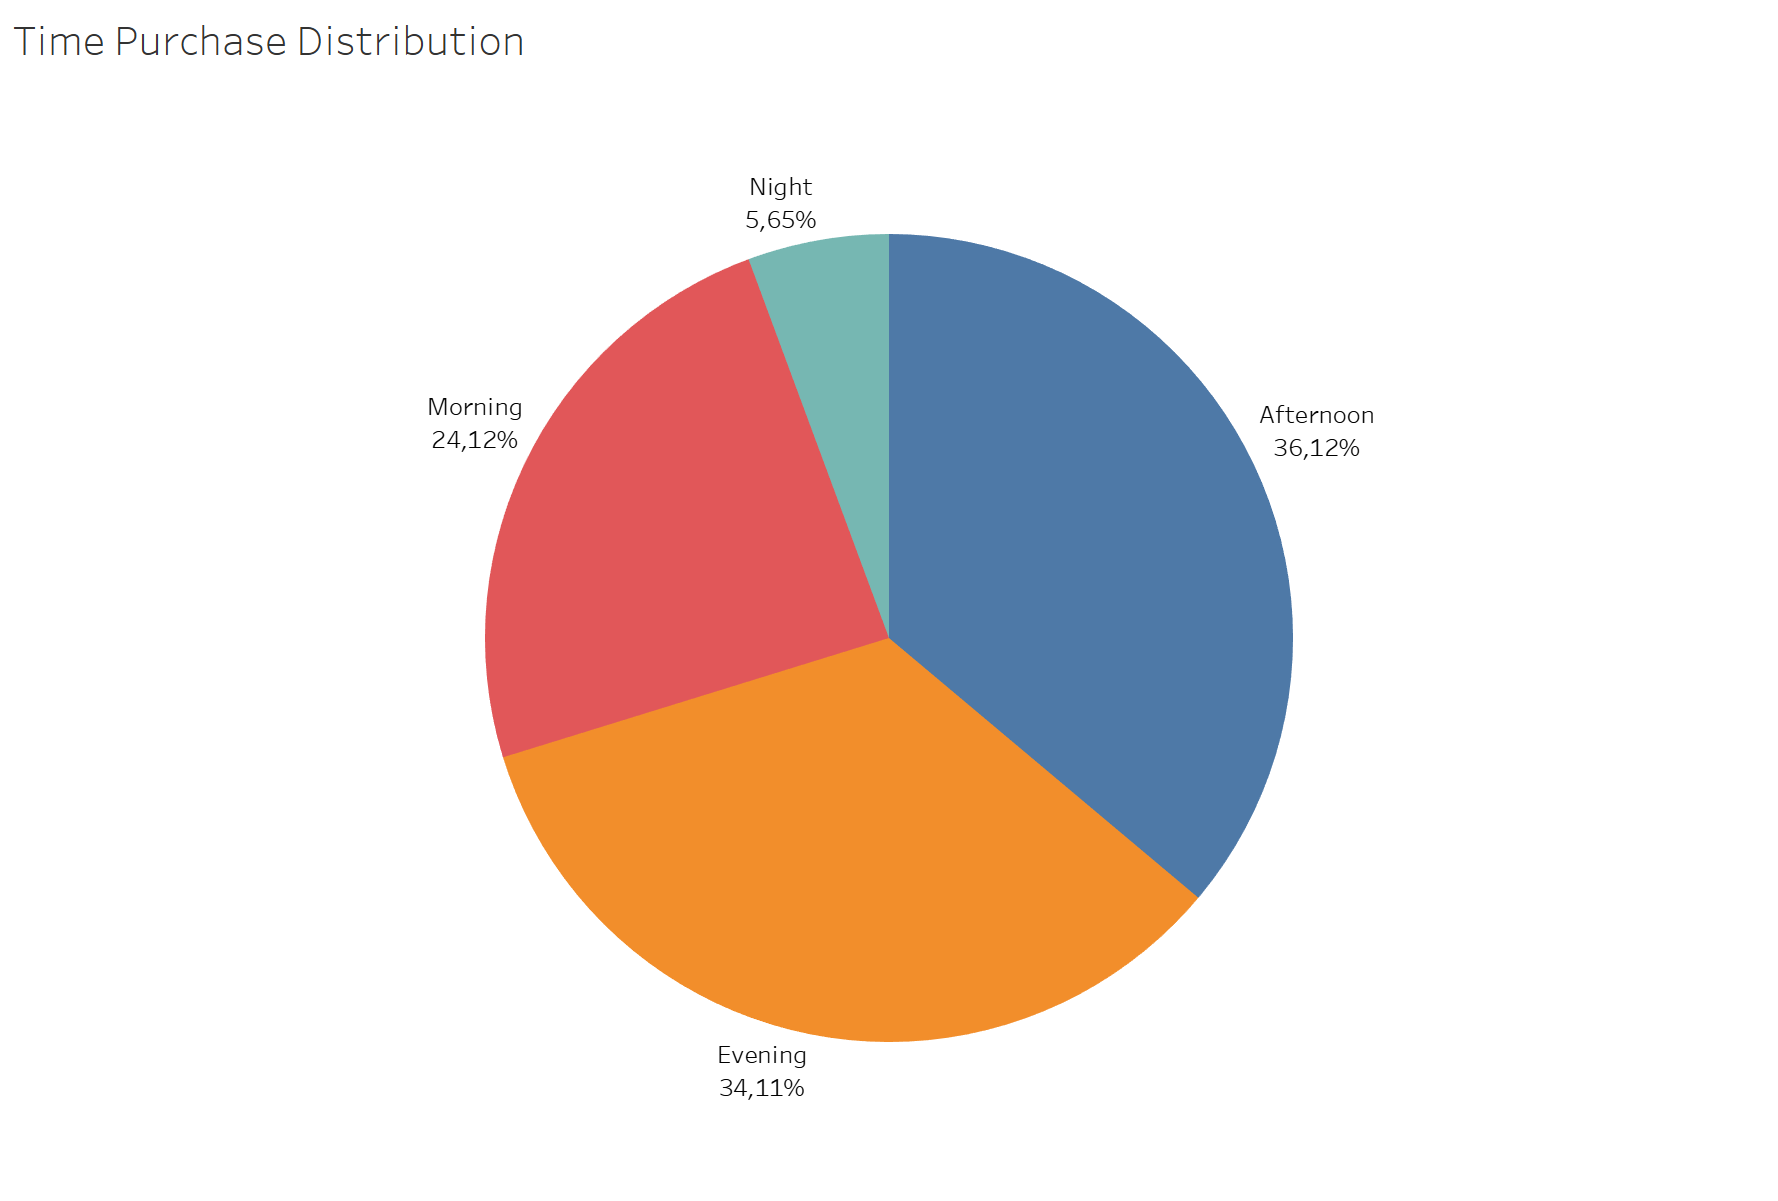 Time Purchase Distribution
Night
5,65%
Morning
24,12%
Afternoon
36,12%
Evening
34,11%